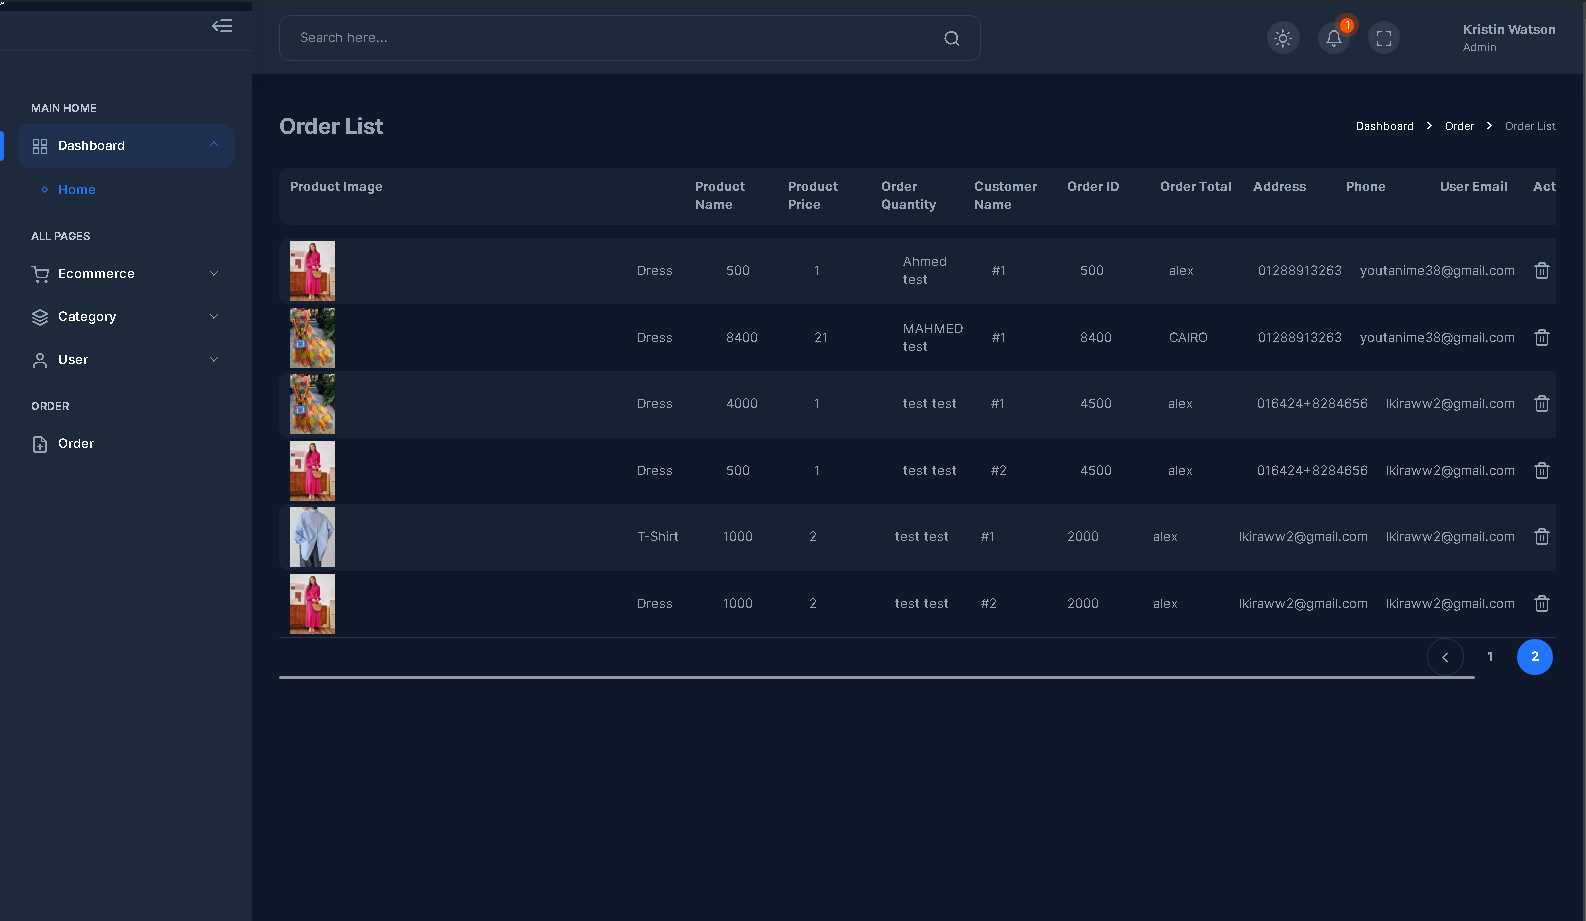 Search here...
1
Kristin Watson
Admin
MAIN HOME
Dashboard
Home
ALL PAGES
Ecommerce
Category
User
ORDER
Order
Order List
Dashboard > Order > Order List
Product Image Product Name Product Price Order Quantity Customer Name Order ID Order Total Address Phone User Email Act
Dress 500 1 Ahmed test #1 500 alex 01288913263 youtanime38@gmail.com
Dress 8400 21 MAHMED test #1 8400 CAIRO 01288913263 youtanime38@gmail.com
Dress 4000 1 test test #1 4500 alex 016424+8284656 lkiraww2@gmail.com
Dress 500 1 test test #2 4500 alex 016424+8284656 lkiraww2@gmail.com
T-Shirt 1000 2 test test #1 2000 alex lkiraww2@gmail.com lkiraww2@gmail.com
Dress 1000 2 test test #2 2000 alex lkiraww2@gmail.com lkiraww2@gmail.com
1 2